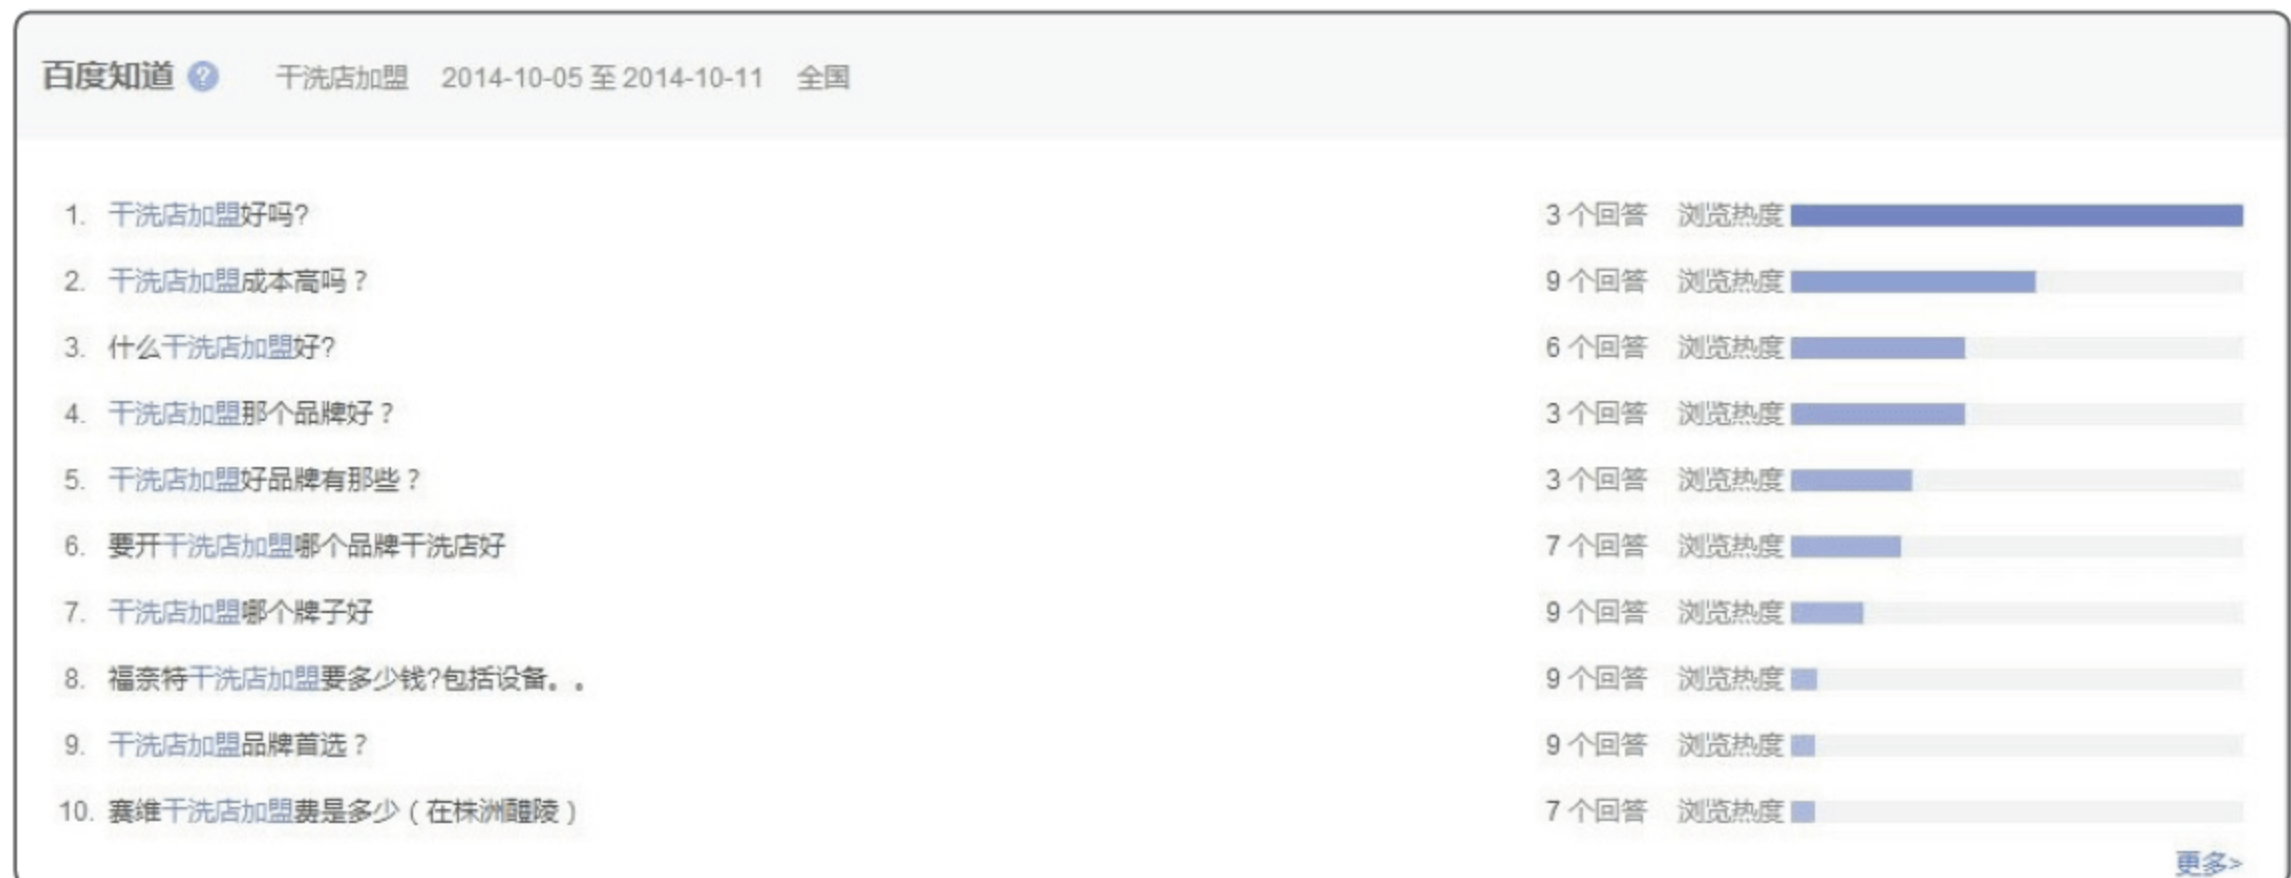 百度知道 ? 干洗店加盟 2014-10-05 至 2014-10-11 全国
1. 干洗店加盟好吗? 3 个回答 浏览热度
2. 干洗店加盟成本高吗？ 9 个回答 浏览热度
3. 什么干洗店加盟好? 6 个回答 浏览热度
4. 干洗店加盟那个品牌好？ 3 个回答 浏览热度
5. 干洗店加盟好品牌有那些？ 3 个回答 浏览热度
6. 要开干洗店加盟哪个品牌干洗店好 7 个回答 浏览热度
7. 干洗店加盟哪个牌子好 9 个回答 浏览热度
8. 福奈特干洗店加盟要多少钱?包括设备。。 9 个回答 浏览热度
9. 干洗店加盟品牌首选？ 9 个回答 浏览热度
10. 赛维干洗店加盟费是多少（在株洲醴陵） 7 个回答 浏览热度
更多>